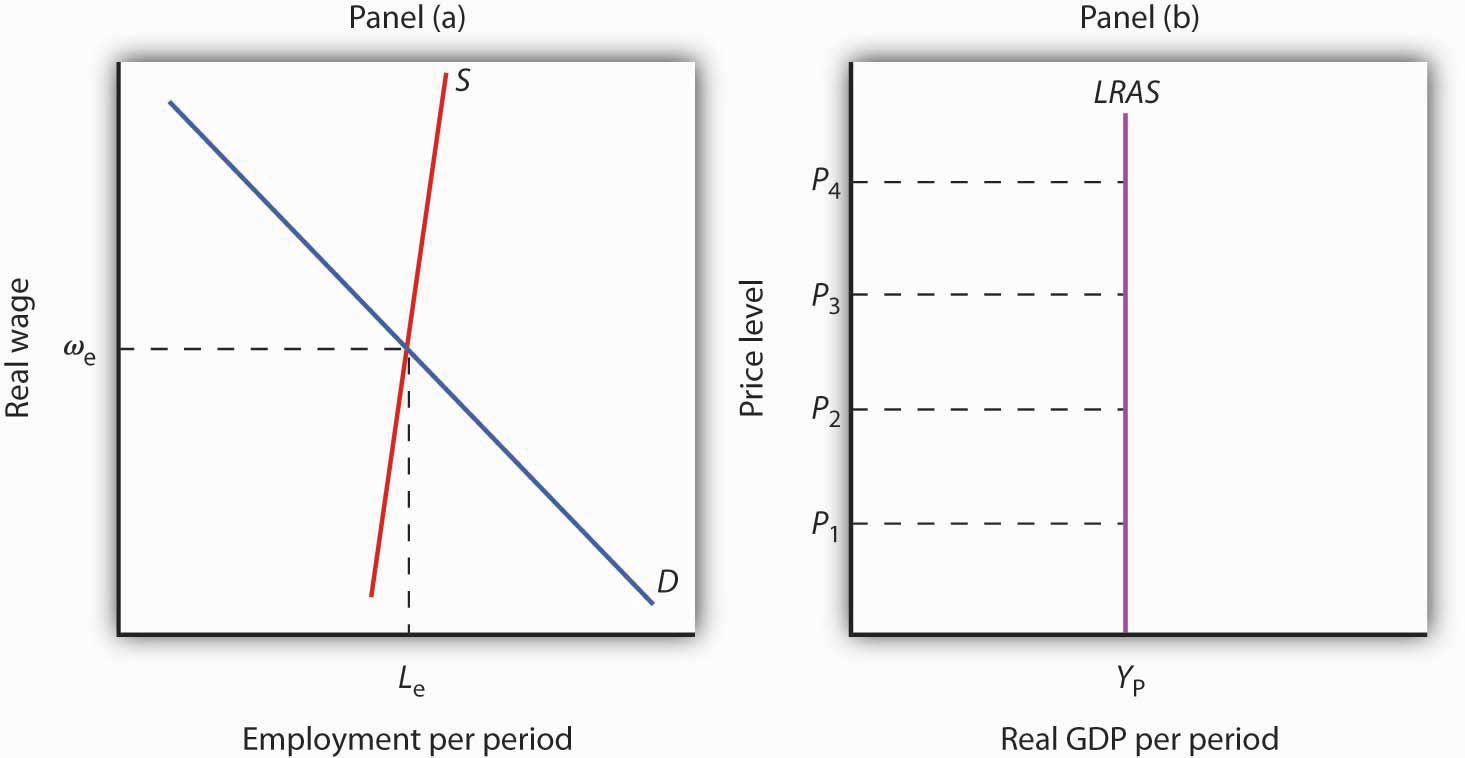 Panel (a)
S
D
Real wage
ωe
Le
Employment per period
Panel (b)
LRAS
P4
P3
P2
P1
Price level
YP
Real GDP per period